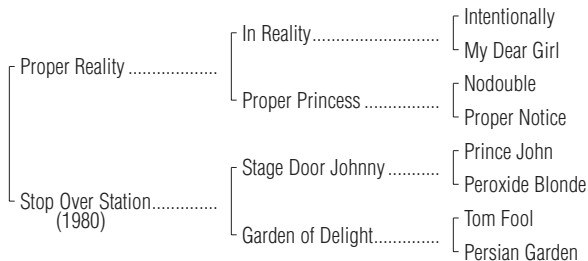 Intentionally
In Reality........................
My Dear Girl
Proper Reality .................
Nodouble
Proper Princess ..............
Proper Notice
Prince John
Stage Door Johnny ..........
Peroxide Blonde
Stop Over Station............
(1980)
Tom Fool
Garden of Delight.............
Persian Garden